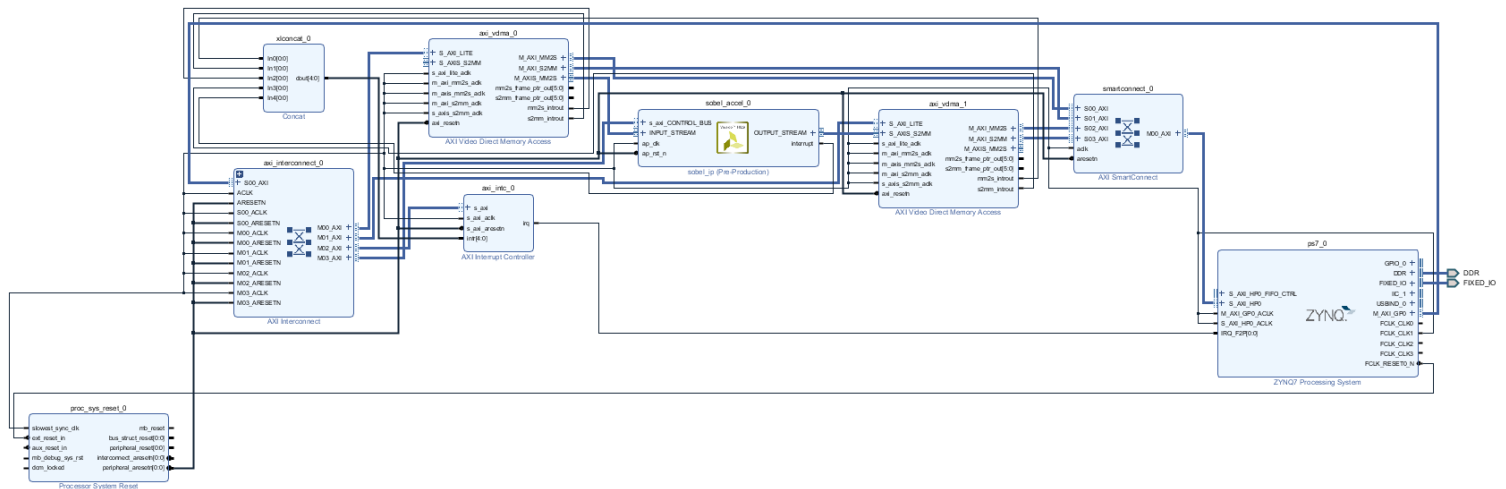 xlconcat_0
In0[0:0]
In1[0:0]
In2[0:0]
In3[0:0]
In4[0:0]
dout[4:0]
Concat
axi_vdma_0
S_AXI_LITE
S_AXIS_S2MM
s_axi_lite_aclk
m_axi_mm2s_aclk
m_axis_mm2s_aclk
m_axi_s2mm_aclk
s_axis_s2mm_aclk
axi_resetn
M_AXI_MM2S
M_AXI_S2MM
M_AXIS_MM2S
mm2s_frame_ptr_out[5:0]
s2mm_frame_ptr_out[5:0]
mm2s_introut
s2mm_introut
AXI Video Direct Memory Access
sobel_accel_0
s_axi_CONTROL_BUS
INPUT_STREAM
ap_clk
ap_rst_n
OUTPUT_STREAM
interrupt
sobel_ip (Pre-Production)
axi_vdma_1
S_AXI_LITE
S_AXIS_S2MM
s_axi_lite_aclk
m_axi_mm2s_aclk
m_axis_mm2s_aclk
m_axi_s2mm_aclk
s_axis_s2mm_aclk
axi_resetn
M_AXI_MM2S
M_AXI_S2MM
M_AXIS_MM2S
mm2s_frame_ptr_out[5:0]
s2mm_frame_ptr_out[5:0]
mm2s_introut
s2mm_introut
AXI Video Direct Memory Access
smartconnect_0
S00_AXI
S01_AXI
S02_AXI
S03_AXI
aclk
aresetn
M00_AXI
AXI SmartConnect
axi_interconnect_0
S00_AXI
ACLK
ARESETN
S00_ACLK
S00_ARESETN
M00_ACLK
M00_ARESETN
M01_ACLK
M01_ARESETN
M02_ACLK
M02_ARESETN
M03_ACLK
M03_ARESETN
M00_AXI
M01_AXI
M02_AXI
M03_AXI
AXI Interconnect
axi_intc_0
s_axi
s_axi_aclk
s_axi_aresetn
intr[4:0]
irq
AXI Interrupt Controller
ps7_0
S_AXI_HP0_FIFO_CTRL
S_AXI_HP0
M_AXI_GP0_ACLK
S_AXI_HP0_ACLK
IRQ_F2P[0:0]
ZYNQ
GPIO_0
DDR
FIXED_IO
IIC_1
USBIND_0
M_AXI_GP0
FCLK_CLK0
FCLK_CLK1
FCLK_CLK2
FCLK_CLK3
FCLK_RESET0_N
ZYNQ7 Processing System
DDR
FIXED_IO
proc_sys_reset_0
slowest_sync_clk
ext_reset_in
aux_reset_in
mb_debug_sys_rst
dcm_locked
mb_reset
bus_struct_reset[0:0]
peripheral_reset[0:0]
interconnect_aresetn[0:0]
peripheral_aresetn[0:0]
Processor System Reset